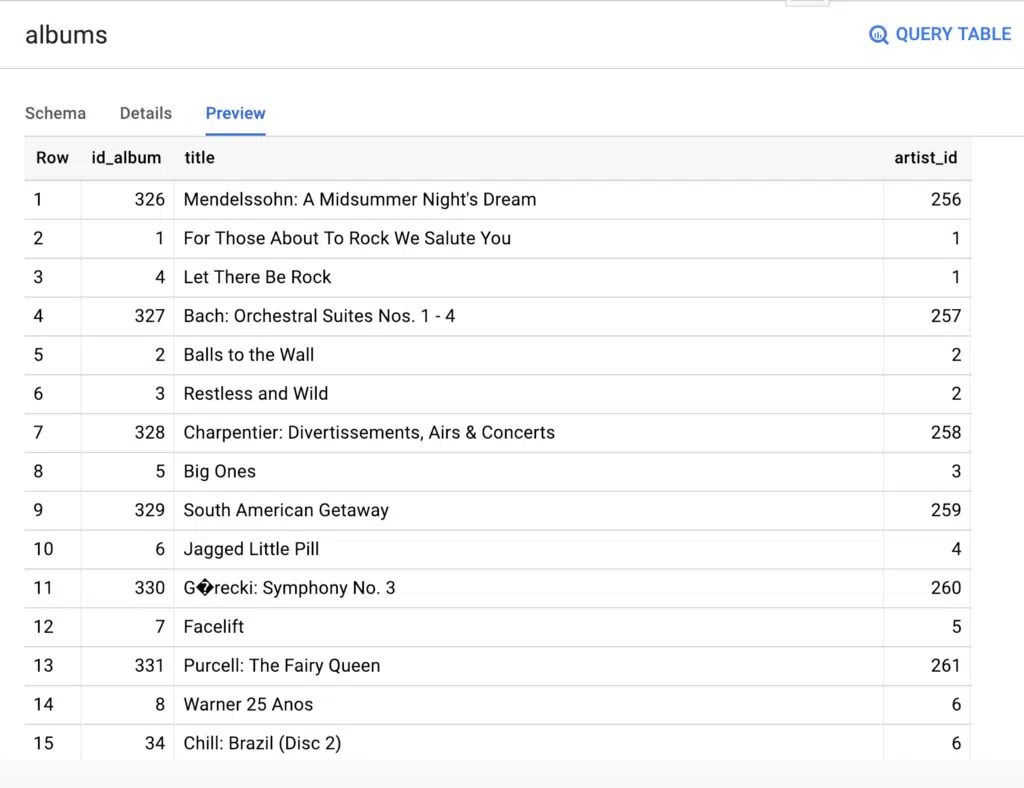 albums
QUERY TABLE
Schema Details Preview
Row id_album title artist_id
1 326 Mendelssohn: A Midsummer Night's Dream 256
2 1 For Those About To Rock We Salute You 1
3 4 Let There Be Rock 1
4 327 Bach: Orchestral Suites Nos. 1 - 4 257
5 2 Balls to the Wall 2
6 3 Restless and Wild 2
7 328 Charpentier: Divertissements, Airs & Concerts 258
8 5 Big Ones 3
9 329 South American Getaway 259
10 6 Jagged Little Pill 4
11 330 G�recki: Symphony No. 3 260
12 7 Facelift 5
13 331 Purcell: The Fairy Queen 261
14 8 Warner 25 Anos 6
15 34 Chill: Brazil (Disc 2) 6